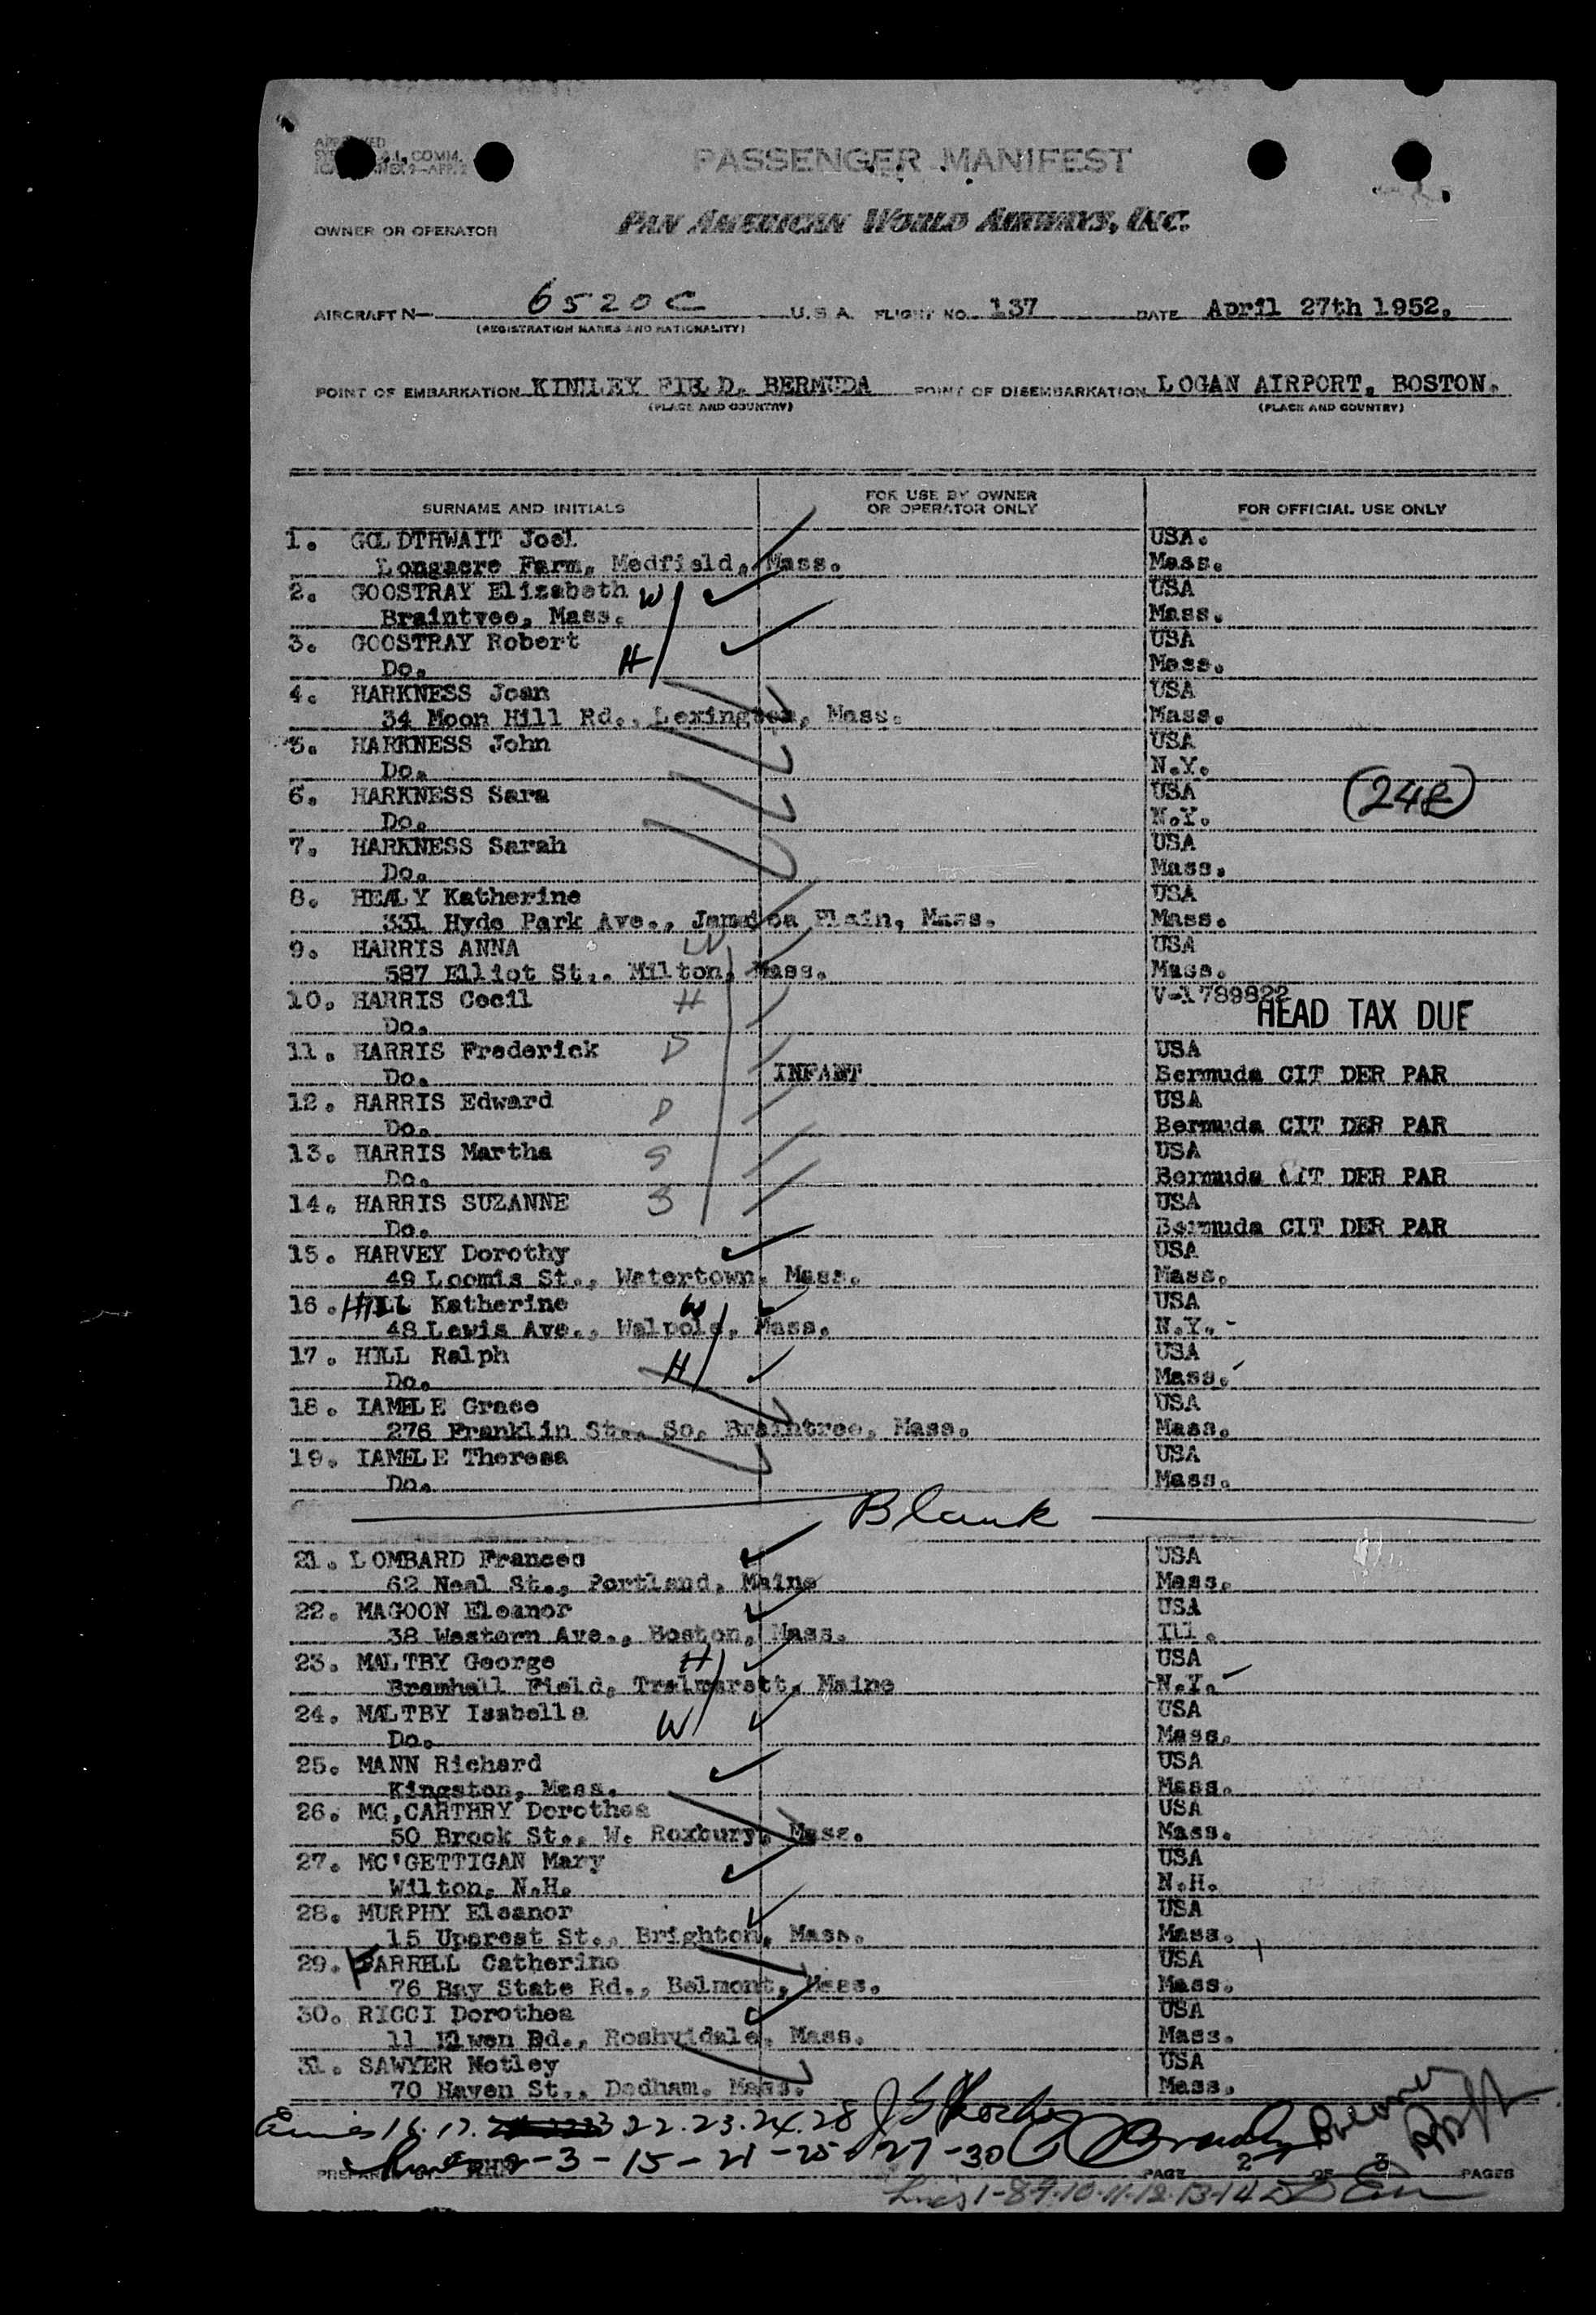 APPROVED
COMM.
PASSENGER MANIFEST
OWNER OR OPERATOR PAN AMERICAN WORLD AIRWAYS, INC.
AIRCRAFT N- 6520C U.S.A. FLIGHT NO. 137 DATE April 27th 1952.
(REGISTRATION MARKS AND NATIONALITY)
POINT OF EMBARKATION KINDLEY FIELD. BERMUDA POINT OF DISEMBARKATION LOGAN AIRPORT, BOSTON.
(PLACE AND COUNTRY) (PLACE AND COUNTRY)
SURNAME AND INITIALS FOR USE BY OWNER OR OPERATOR ONLY FOR OFFICIAL USE ONLY
1. GOLDTHWAIT Joel USA.
Longacre Farm, Medfield, Mass. Mass.
2. GOOSTRAY Elizabeth W USA
Braintree, Mass. Mass.
3. GOOSTRAY Robert USA
Do. H Mass.
4. HARKNESS Joan USA
34 Moon Hill Rd., Lexington, Mass. Mass.
5. HARKNESS John USA
Do. N.Y.
6. HARKNESS Sara USA
Do. N.Y.
7. HARKNESS Sarah USA
Do. Mass.
8. HEALY Katherine USA
331 Hyde Park Ave., Jamaica Plain, Mass. Mass.
9. HARRIS ANNA W USA
587 Elliot St., Milton, Mass. Mass.
10. HARRIS Cecil H V-1789822
Do. HEAD TAX DUE
11. HARRIS Frederick D USA
Do. INFANT Bermuda CIT DER PAR
12. HARRIS Edward D USA
Do. Bermuda CIT DER PAR
13. HARRIS Martha S USA
Do. Bermuda CIT DER PAR
14. HARRIS SUZANNE S USA
Do. Bermuda CIT DER PAR
15. HARVEY Dorothy USA
49 Loomis St., Watertown, Mass. Mass.
16. HILL Katherine W USA
48 Lewis Ave., Walpole, Mass. N.Y.
17. HILL Ralph USA
Do. H Mass.
18. IAMELE Grace USA
276 Franklin St., So. Braintree, Mass. Mass.
19. IAMELE Theresa USA
Do. Mass.
Blank
21. LOMBARD Frances USA
62 Neal St., Portland, Maine Mass.
22. MAGOON Eleanor USA
38 Western Ave., Boston, Mass. Ill.
23. MALTBY George H USA
Bramhall Field, Maine N.Y.
24. MALTBY Isabella W USA
Do. Mass.
25. MANN Richard USA
Kingston, Mass. Mass.
26. MC,CARTHRY Dorothea USA
50 Brook St., W. Roxbury, Mass. Mass.
27. MC'GETTIGAN Mary USA
Wilton, N.H. N.H.
28. MURPHY Eleanor USA
15 Upcrest St., Brighton, Mass. Mass.
29. FARRELL Catherine USA
76 Bay State Rd., Belmont, Mass. Mass.
30. RICCI Dorothea USA
11 Elwen Rd., Roshvidale, Mass. Mass.
31. SAWYER Notley USA
70 Haven St., Dedham. Mass. Mass.
16.17. 22.23.24.28
2-3-15-21-25-27-30
PREPARED BY PAGE 2 OF 3 PAGES
Lines 1-8-9-10-11-12-13-14